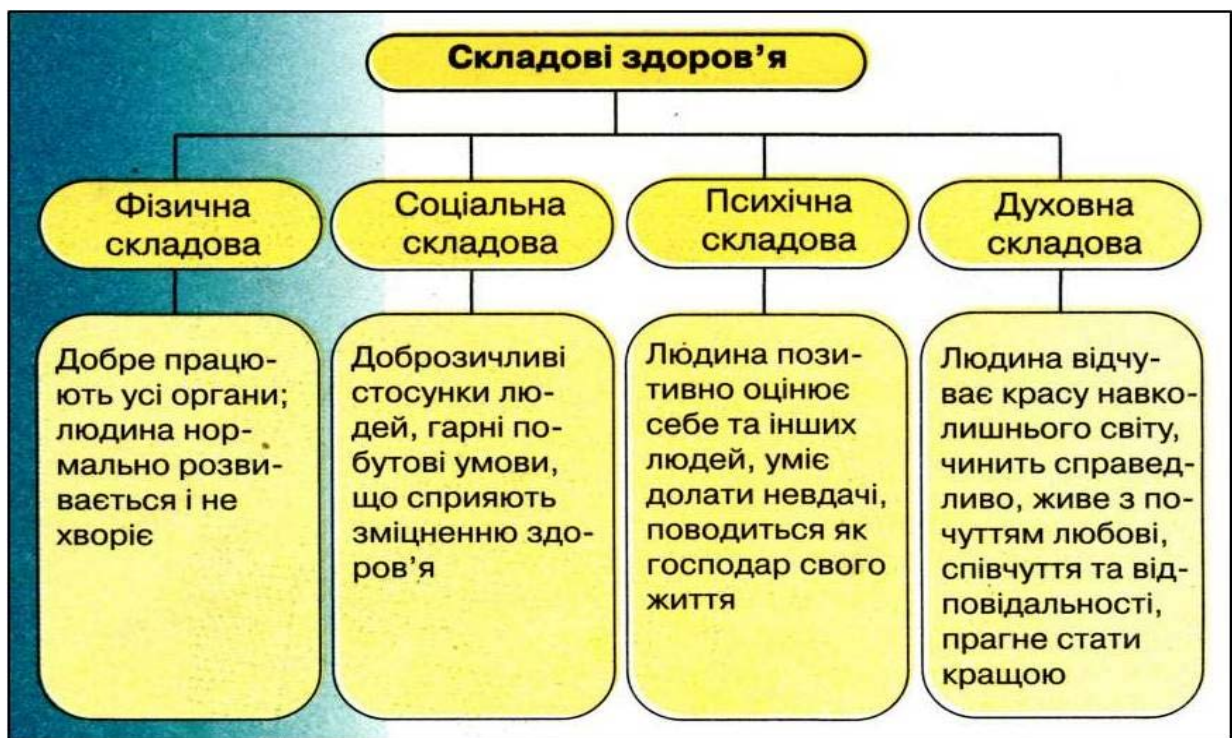 Складові здоров’я
Фізична
складова
Соціальна
складова
Психічна
складова
Духовна
складова
Добре працю-
ють усі органи;
людина нор-
мально розви-
вається і не
хворіє
Доброзичливі
стосунки лю-
дей, гарні по-
бутові умови,
що сприяють
зміцненню здо-
ров’я
Людина пози-
тивно оцінює
себе та інших
людей, уміє
долати невдачі,
поводиться як
господар свого
життя
Людина відчу-
ває красу навко-
лишнього світу,
чинить справед-
ливо, живе з по-
чуттям любові,
співчуття та від-
повідальності,
прагне стати
кращою